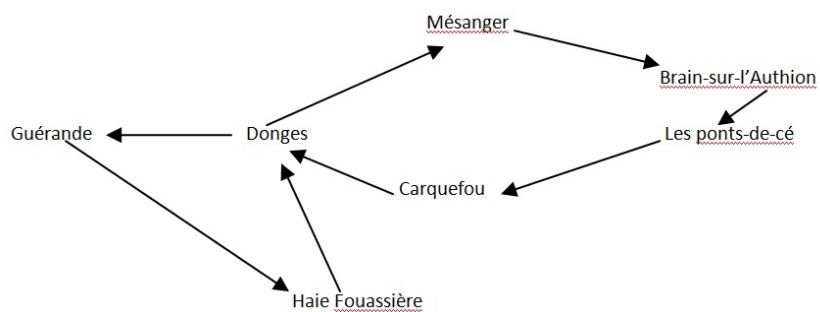 Mésanger
Brain-sur-l'Authion
Guérande
Donges
Les ponts-de-cé
Carquefou
Haie Fouassière